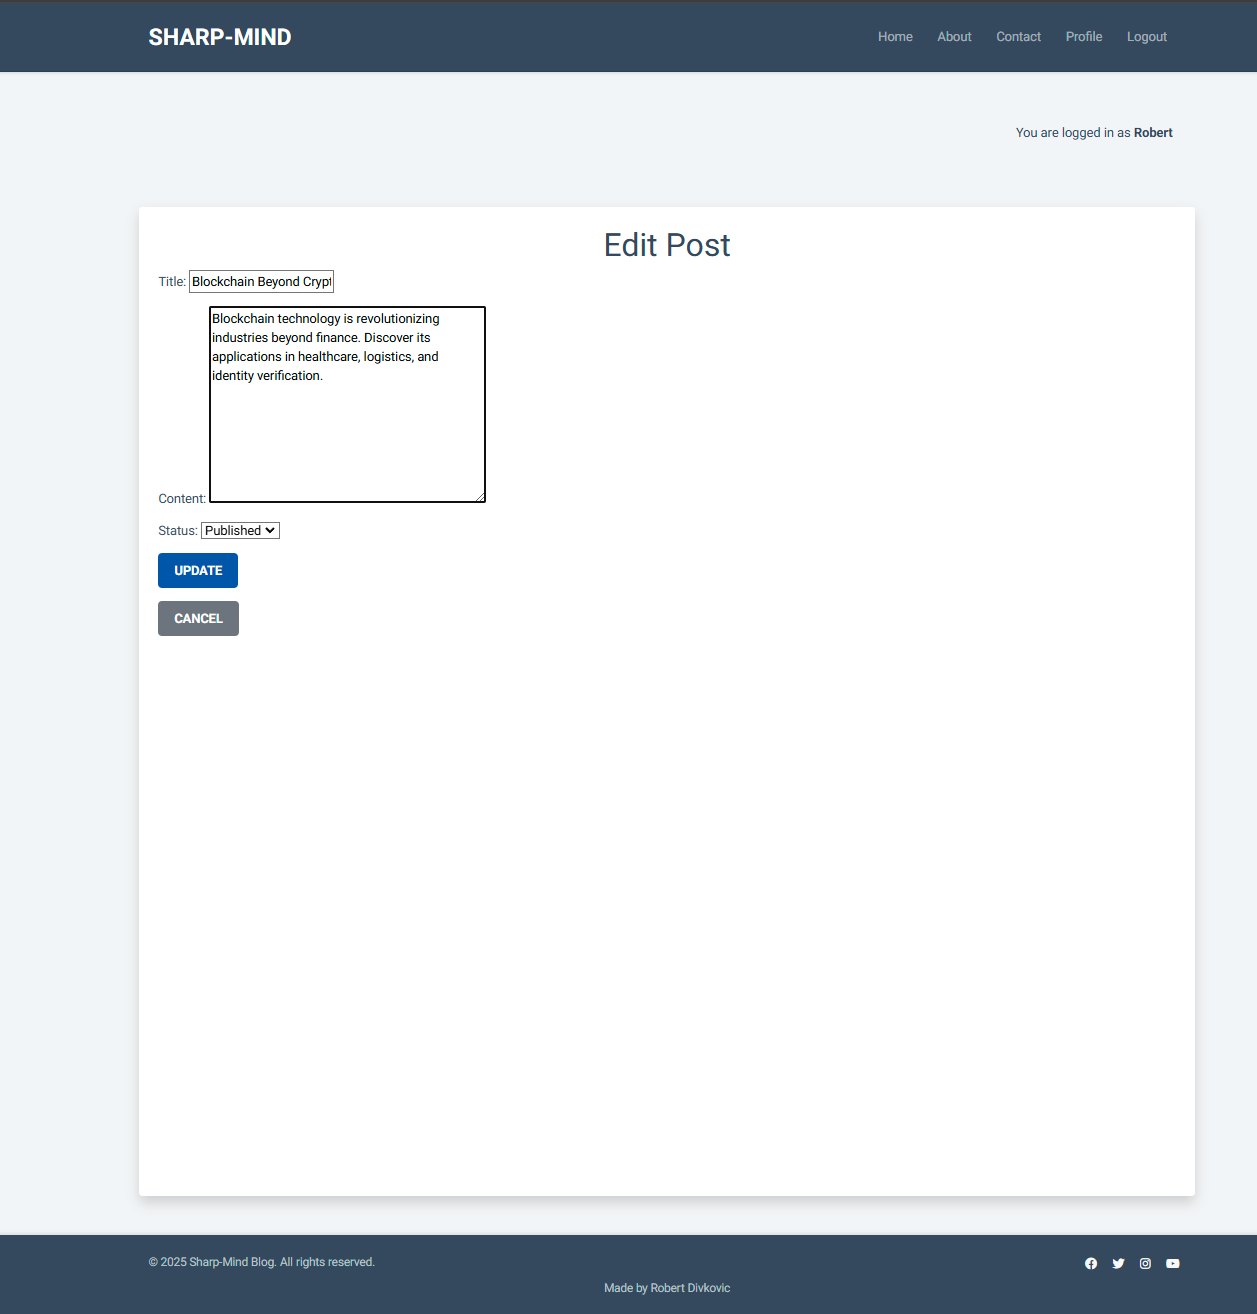 SHARP-MIND
Home About Contact Profile Logout
You are logged in as Robert
Edit Post
Title: Blockchain Beyond Crypt
Blockchain technology is revolutionizing
industries beyond finance. Discover its
applications in healthcare, logistics, and
identity verification.
Content:
Status: Published
UPDATE
CANCEL
© 2025 Sharp-Mind Blog. All rights reserved.
Made by Robert Divkovic